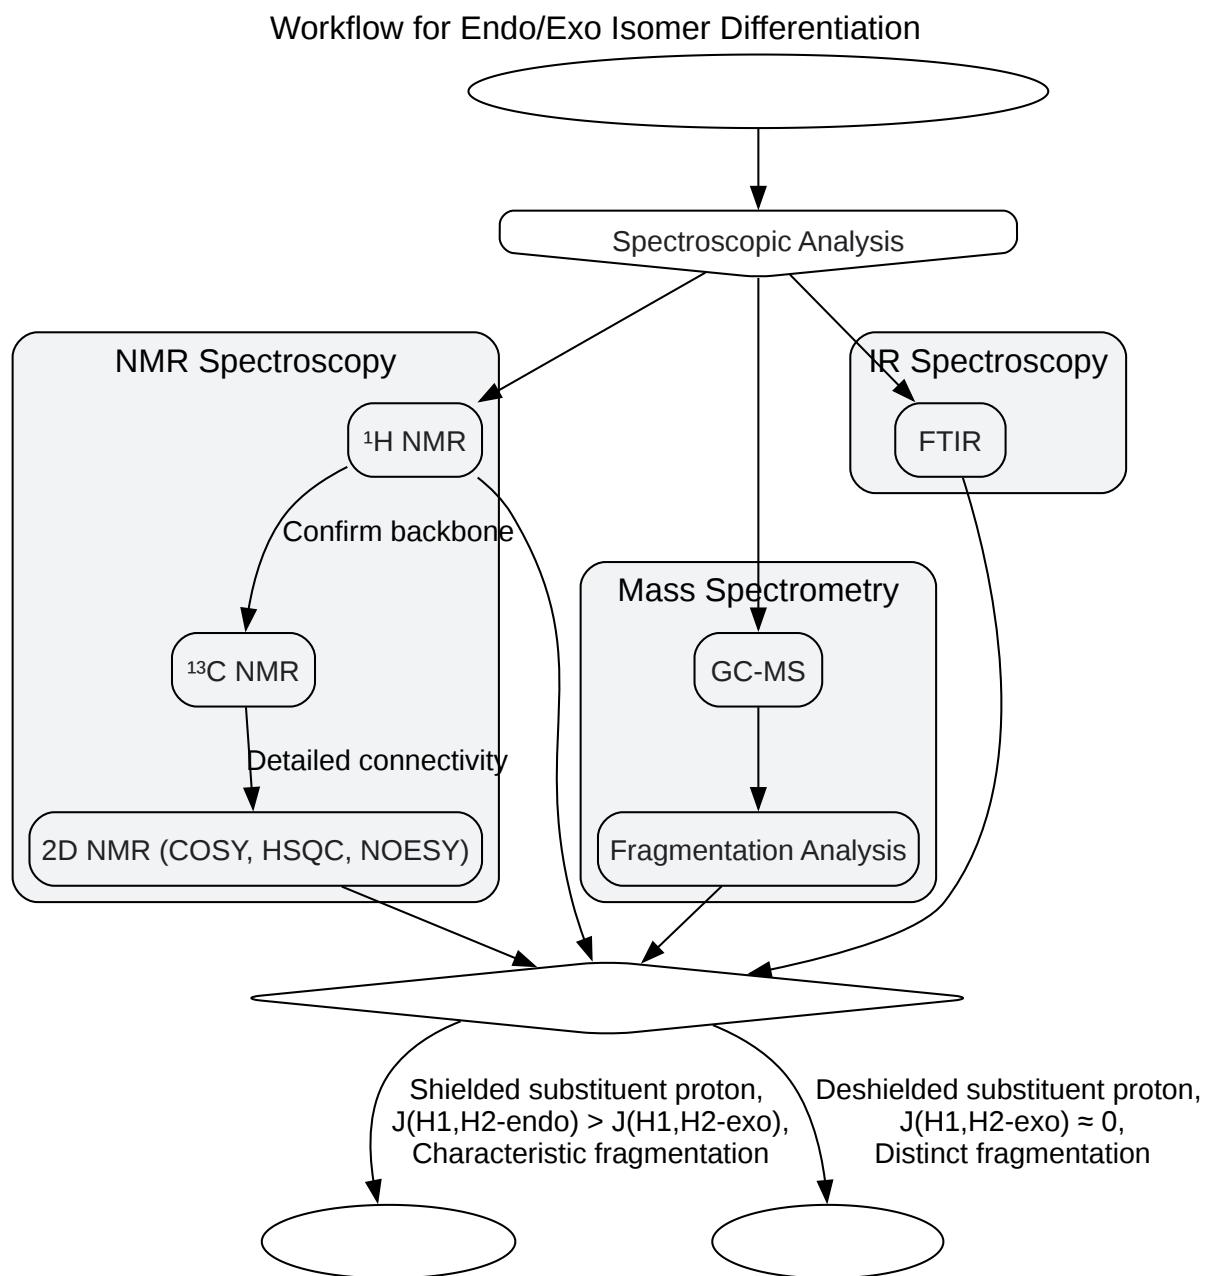 Workflow for Endo/Exo Isomer Differentiation
Spectroscopic Analysis
NMR Spectroscopy
IR Spectroscopy
¹H NMR
FTIR
Confirm backbone
Mass Spectrometry
¹³C NMR
GC-MS
Detailed connectivity
2D NMR (COSY, HSQC, NOESY)
Fragmentation Analysis
Shielded substituent proton,
J(H1,H2-endo) > J(H1,H2-exo),
Characteristic fragmentation
Deshielded substituent proton,
J(H1,H2-exo) ≈ 0,
Distinct fragmentation